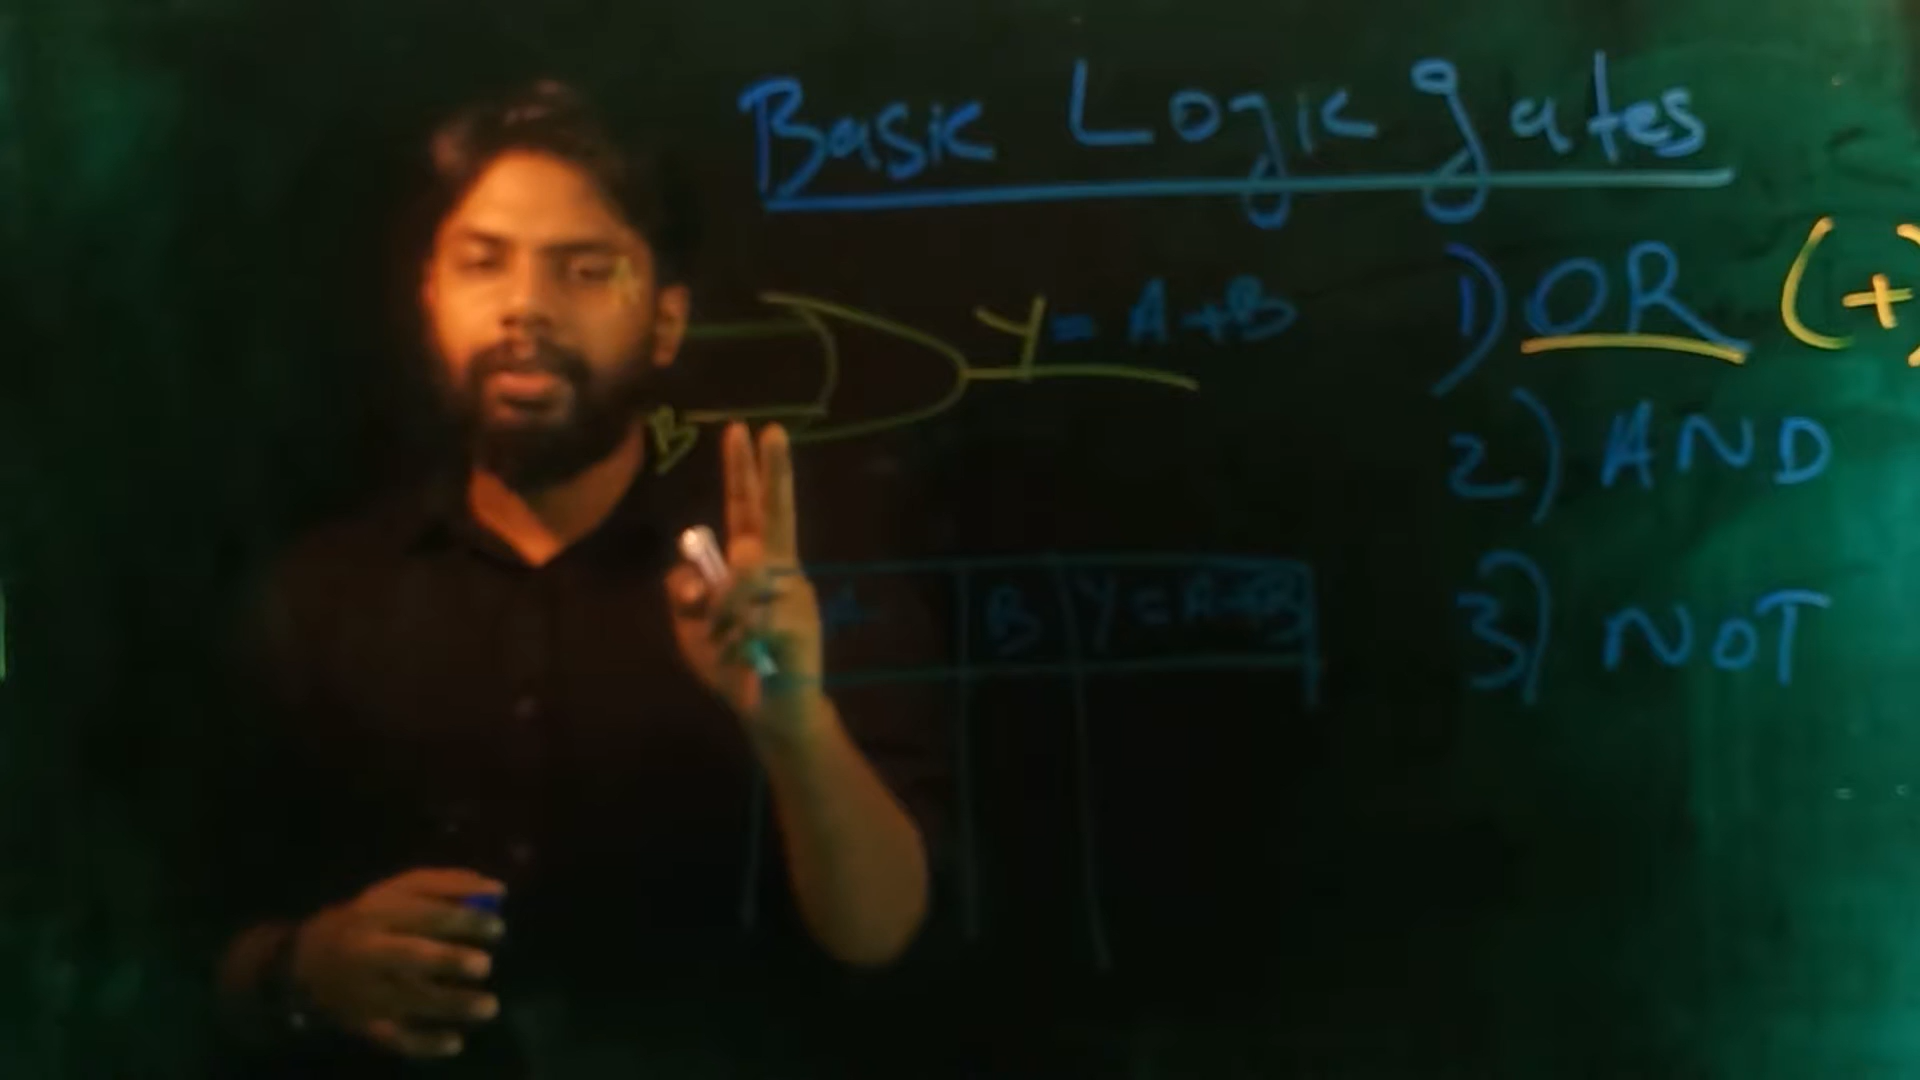 Basic Logic gates
A
B
Y = A+B
1) OR (+)
2) AND
3) NOT
A B Y = A+B